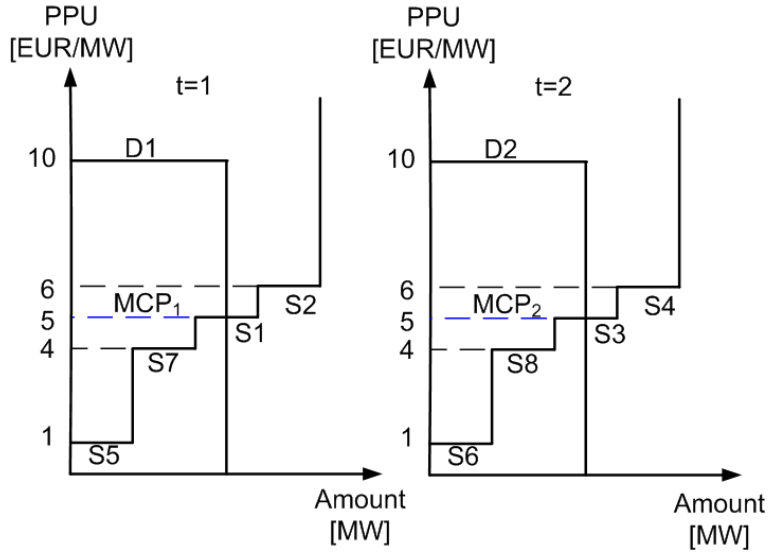 PPU
[EUR/MW]
t=1
10
D1
6
MCP1
S2
5
S1
4
S7
1
S5
Amount
[MW]
PPU
[EUR/MW]
t=2
10
D2
6
MCP2
S4
5
S3
4
S8
1
S6
Amount
[MW]